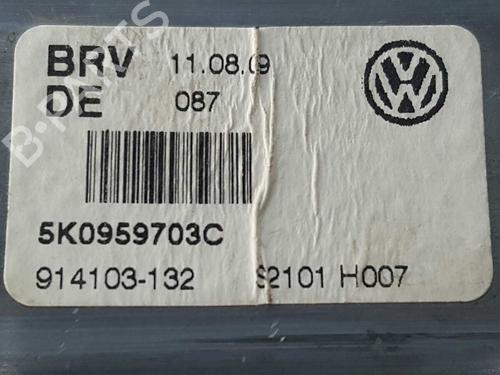 BRV 11.08.09
DE 087
5K0959703C
914103-132 S2101 H007
B-PARTS